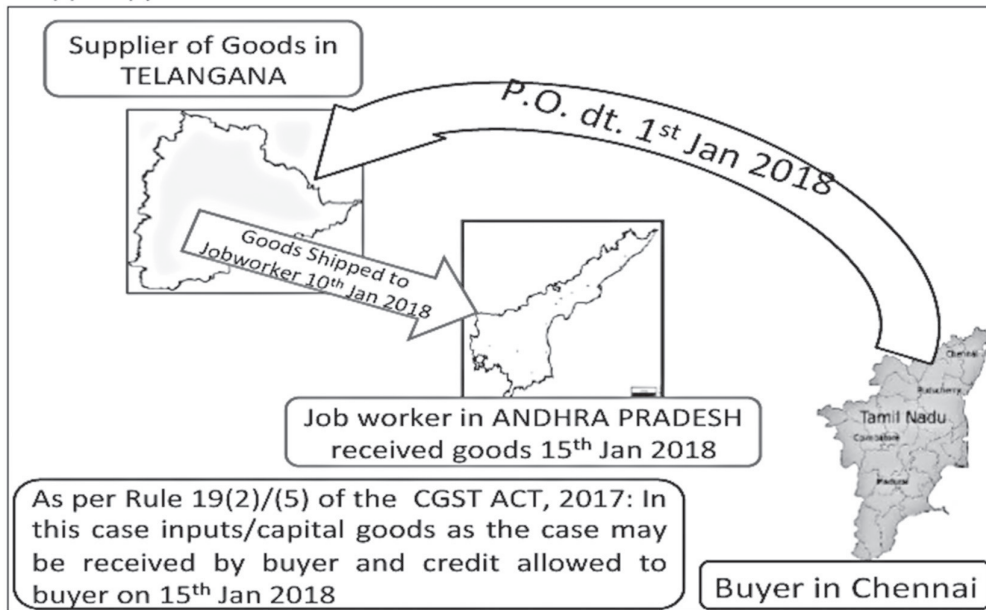 Supplier of Goods in
TELANGANA
P.O. dt. 1st Jan 2018
Goods Shipped to
Jobworker 10th Jan 2018
Job worker in ANDHRA PRADESH
received goods 15th Jan 2018
Chennai
Tamil Nadu
Coimbatore
Madurai
As per Rule 19(2)/(5) of the CGST ACT, 2017: In
this case inputs/capital goods as the case may
be received by buyer and credit allowed to
buyer on 15th Jan 2018
Buyer in Chennai